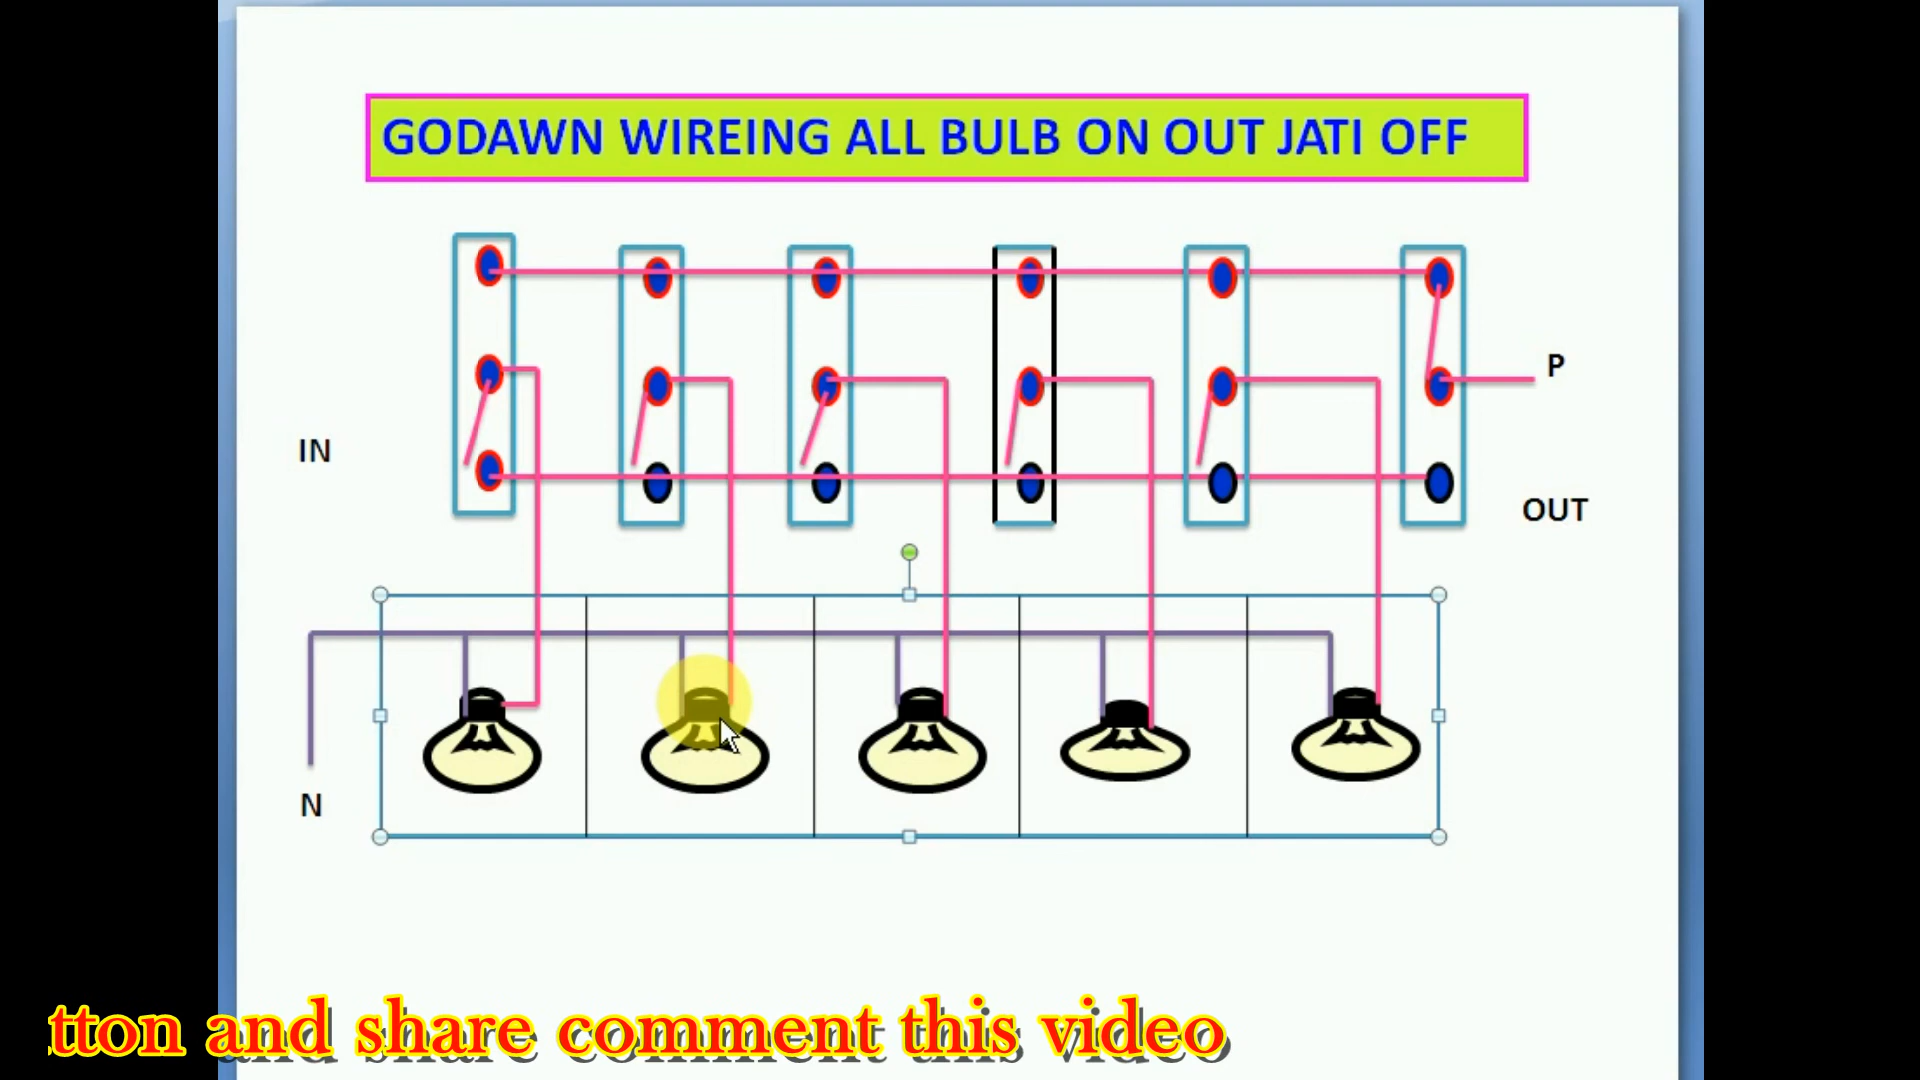 GODAWN WIREING ALL BULB ON OUT JATI OFF
P
IN
OUT
N
tton and share comment this video